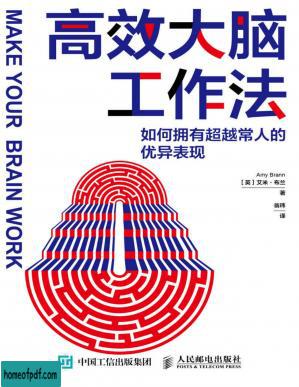 MAKE YOUR BRAIN WORK
高效大脑
工作法
如何拥有超越常人的
优异表现
Amy Brann
[英] 艾米·布兰
著
翁玮
译
中国工信出版集团
人民邮电出版社
POSTS & TELECOM PRESS
homeofpdf.com